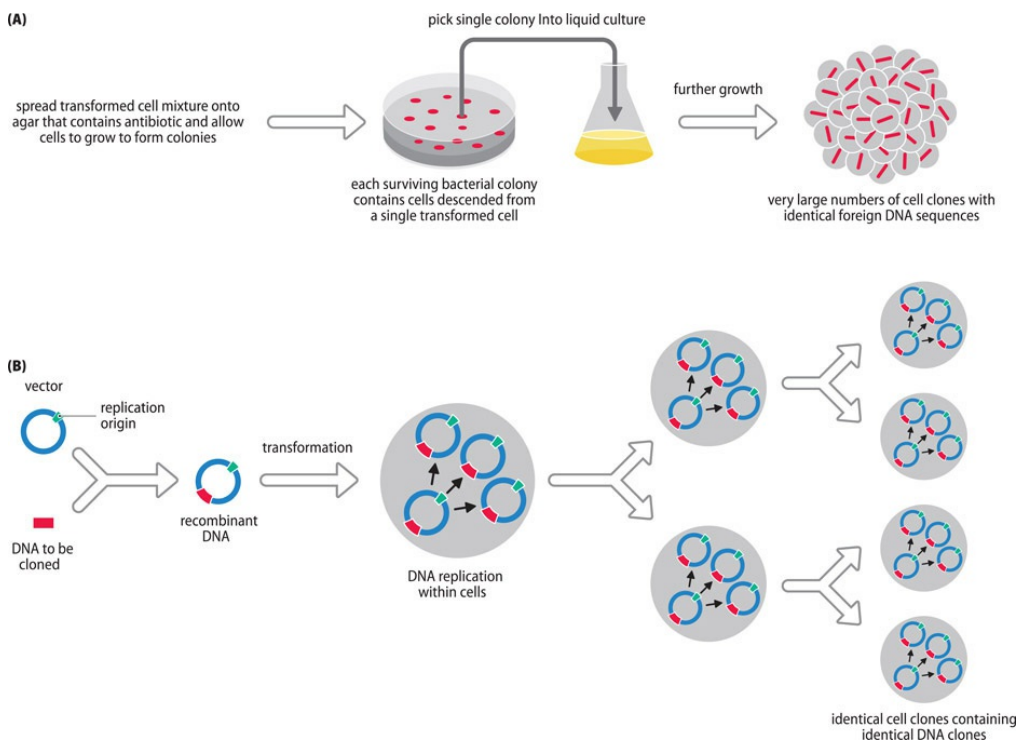 (A)
pick single colony Into liquid culture
spread transformed cell mixture onto
agar that contains antibiotic and allow
cells to grow to form colonies
further growth
each surviving bacterial colony
contains cells descended from
a single transformed cell
very large numbers of cell clones with
identical foreign DNA sequences
(B)
vector
replication
origin
transformation
recombinant
DNA
DNA to be
cloned
DNA replication
within cells
identical cell clones containing
identical DNA clones